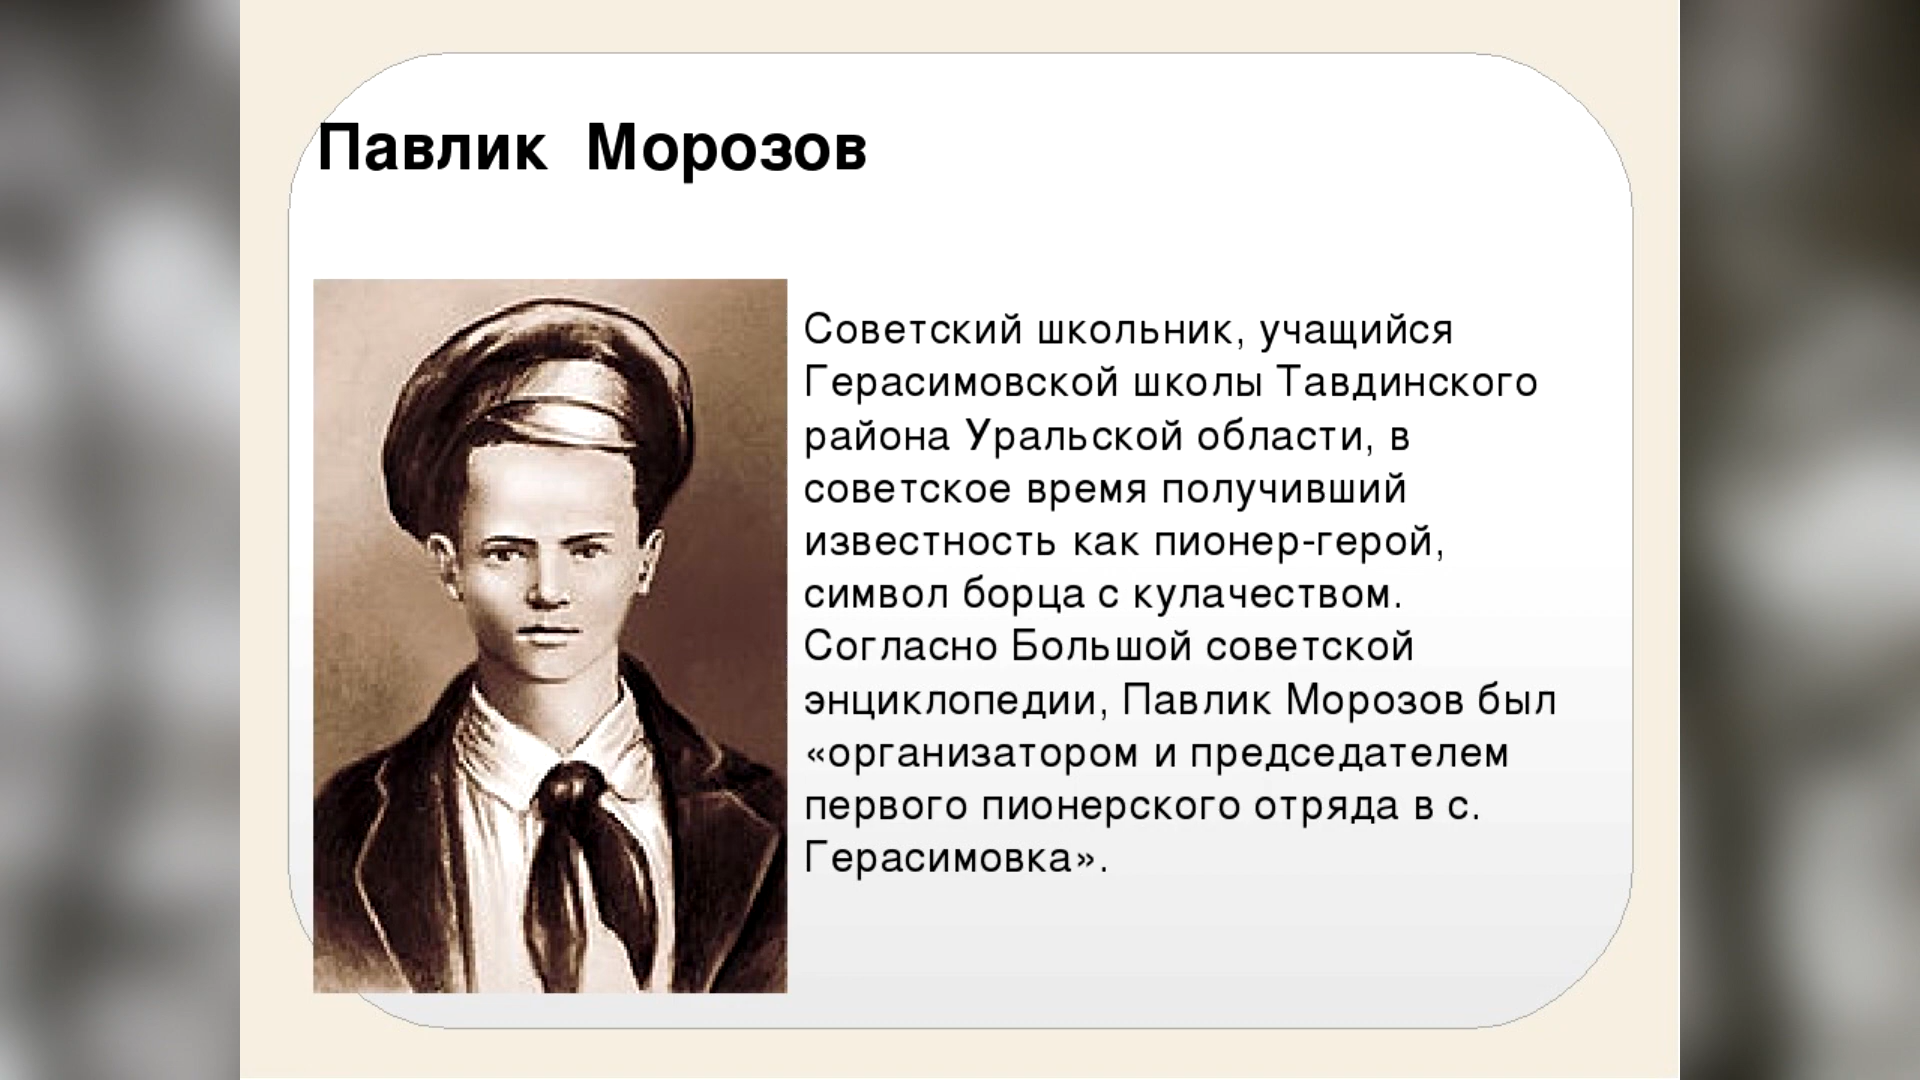 Павлик Морозов
Советский школьник, учащийся
Герасимовской школы Тавдинского
района Уральской области, в
советское время получивший
известность как пионер-герой,
символ борца с кулачеством.
Согласно Большой советской
энциклопедии, Павлик Морозов был
«организатором и председателем
первого пионерского отряда в с.
Герасимовка».